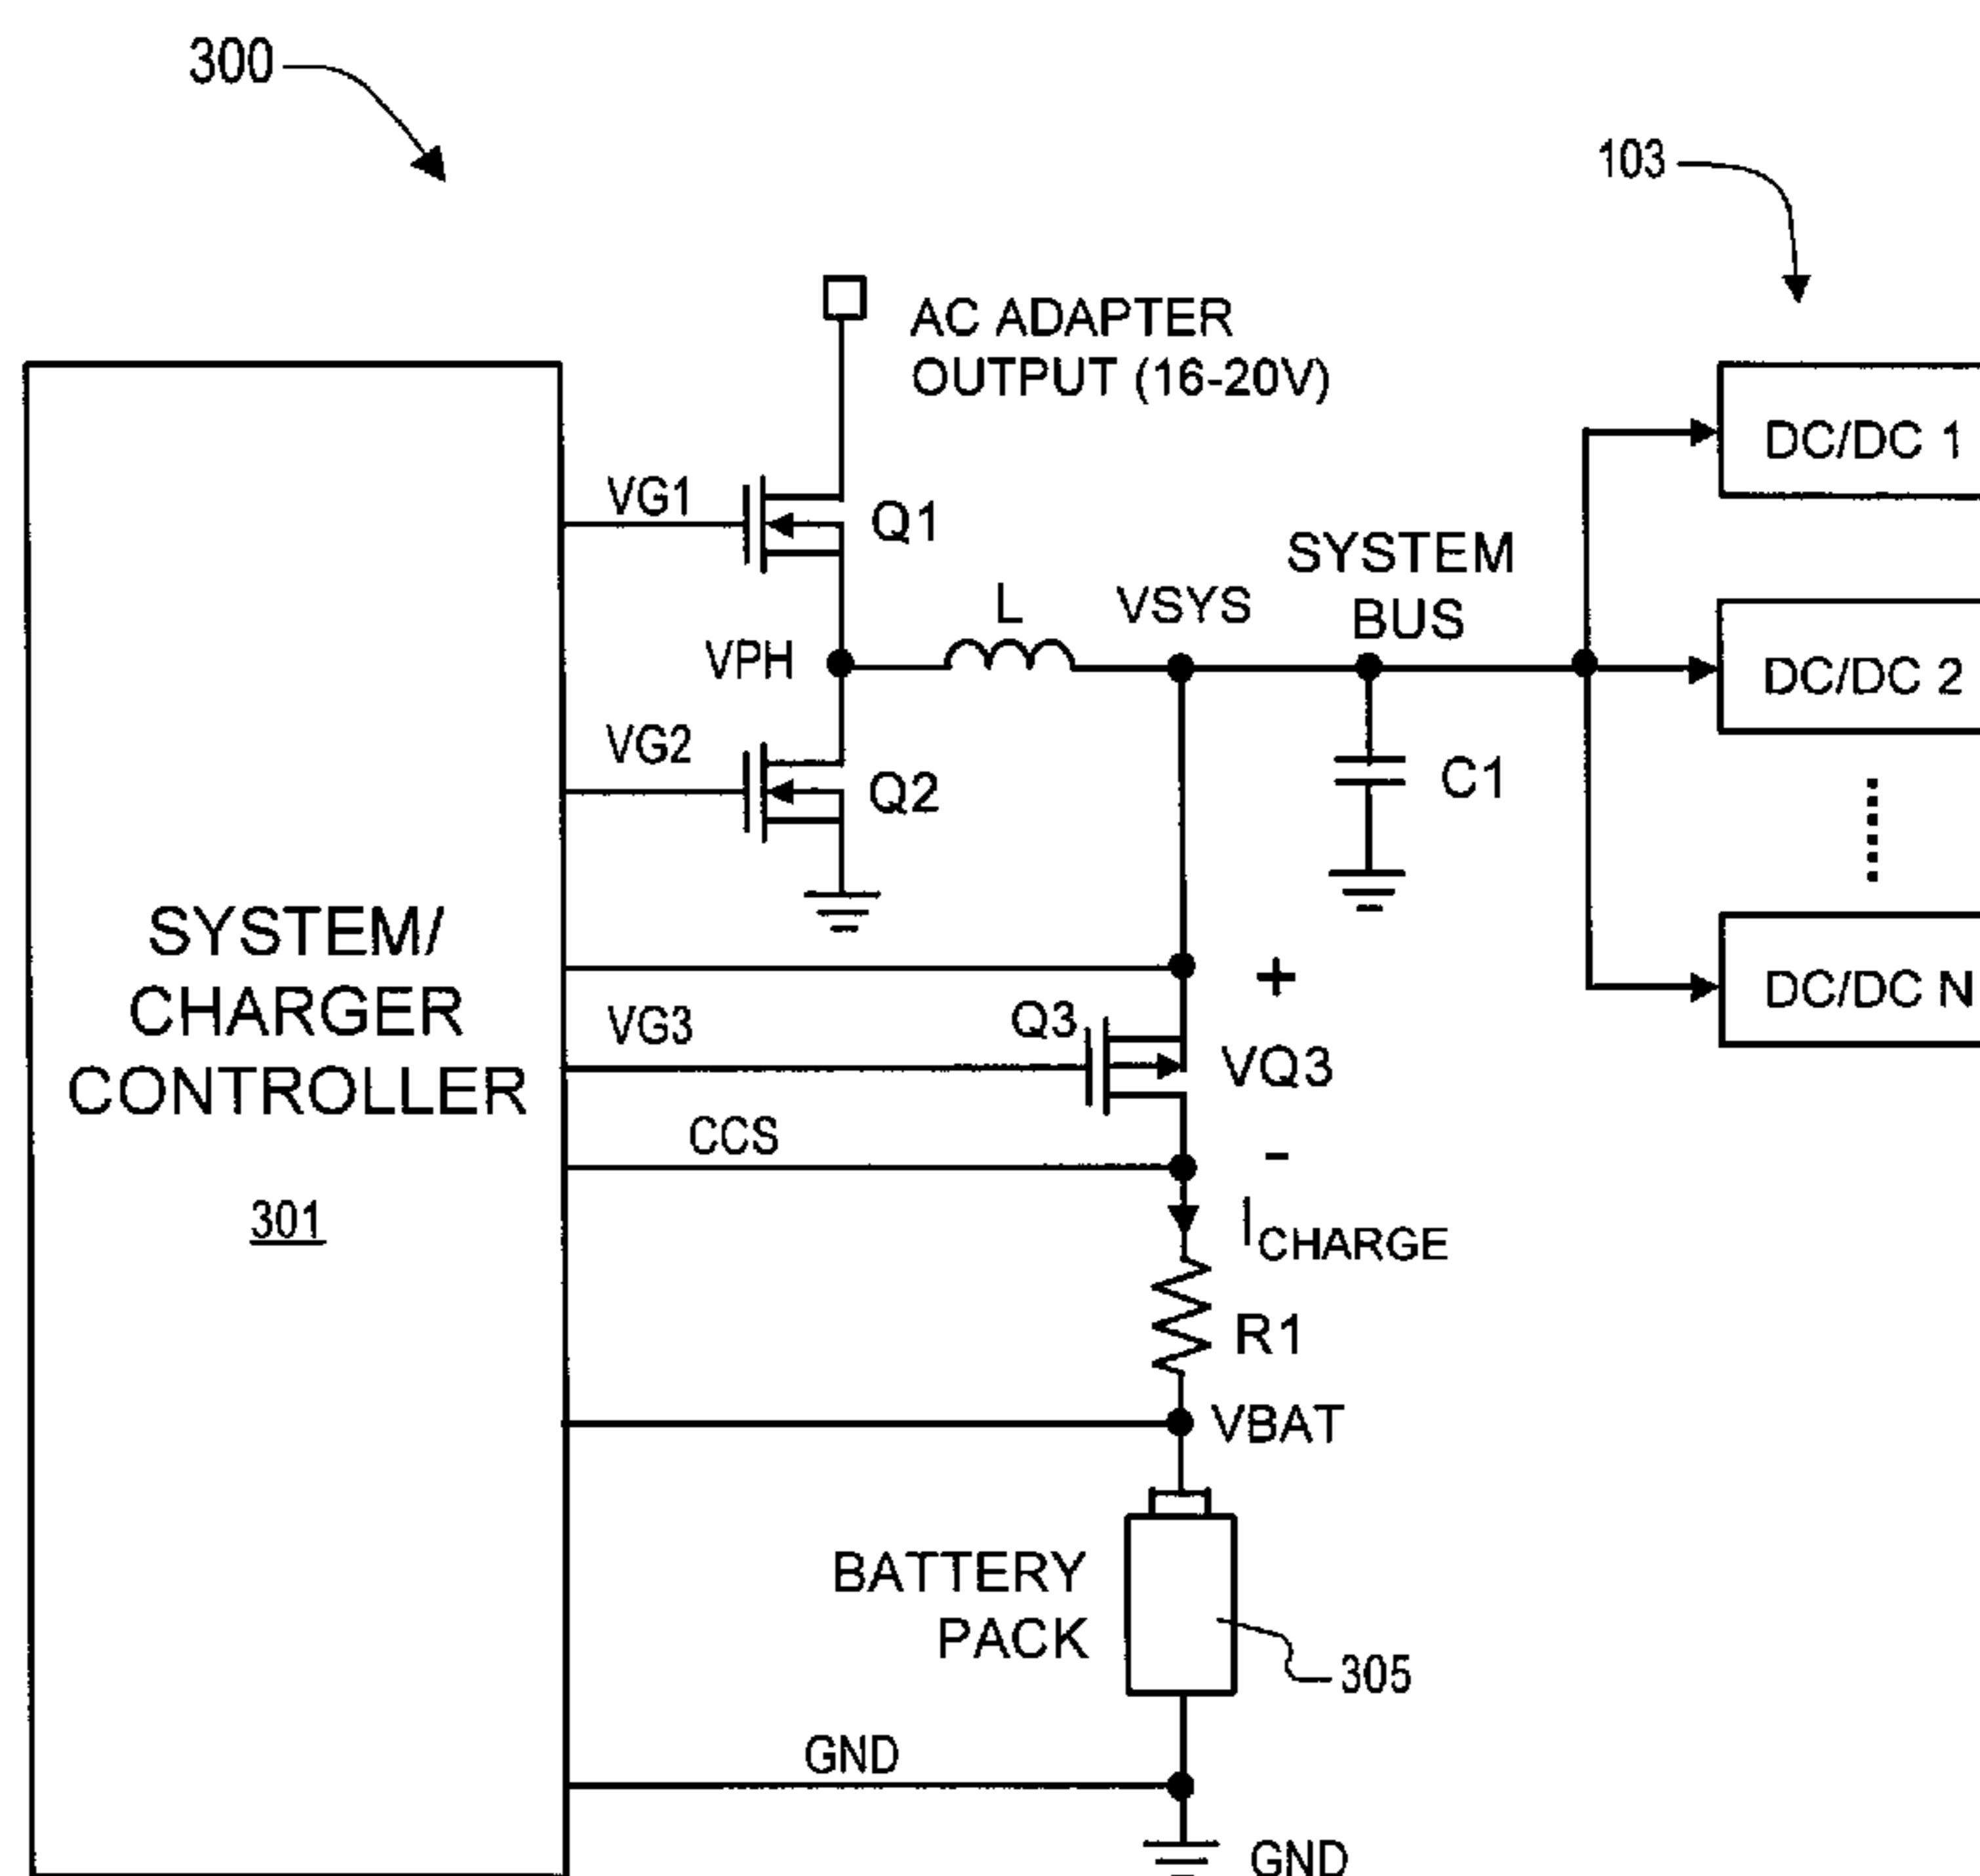 300
103
AC ADAPTER
OUTPUT (16-20V)
DC/DC 1
VG1
Q1
SYSTEM
BUS
L
VSYS
VPH
DC/DC 2
VG2
Q2
C1
SYSTEM/
CHARGER
CONTROLLER
301
+
VG3
Q3
VQ3
DC/DC N
CCS
-
ICHARGE
R1
VBAT
BATTERY
PACK
305
GND
GND